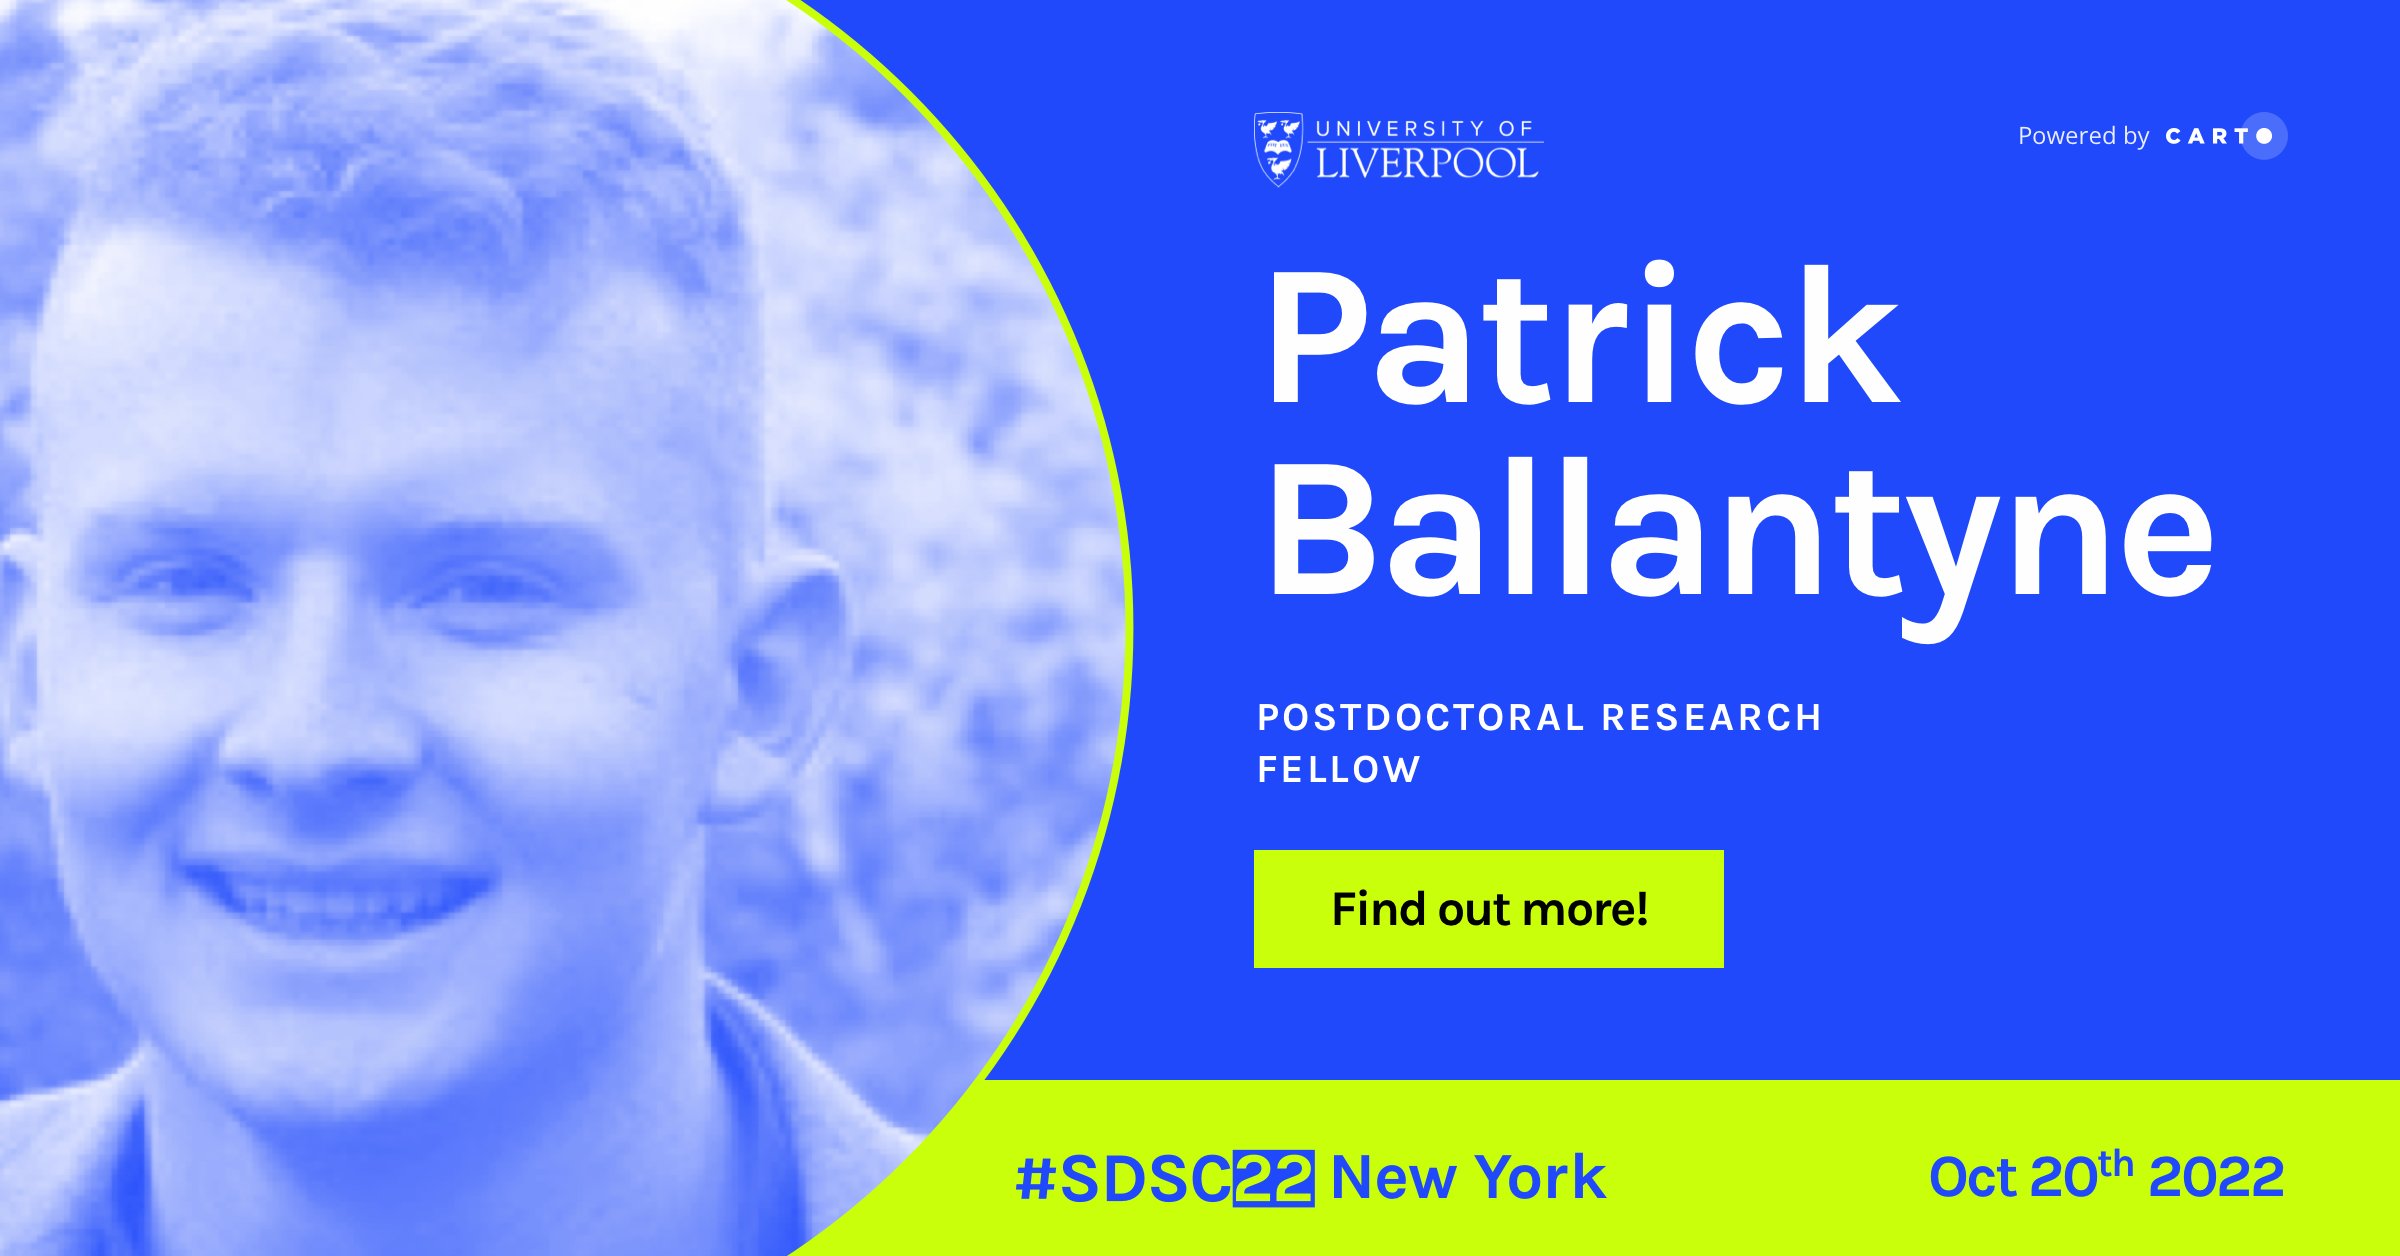 UNIVERSITY OF
LIVERPOOL
Powered by CARTO
Patrick
Ballantyne
POSTDOCTORAL RESEARCH
FELLOW
Find out more!
#SDSC22 New York
Oct 20th 2022